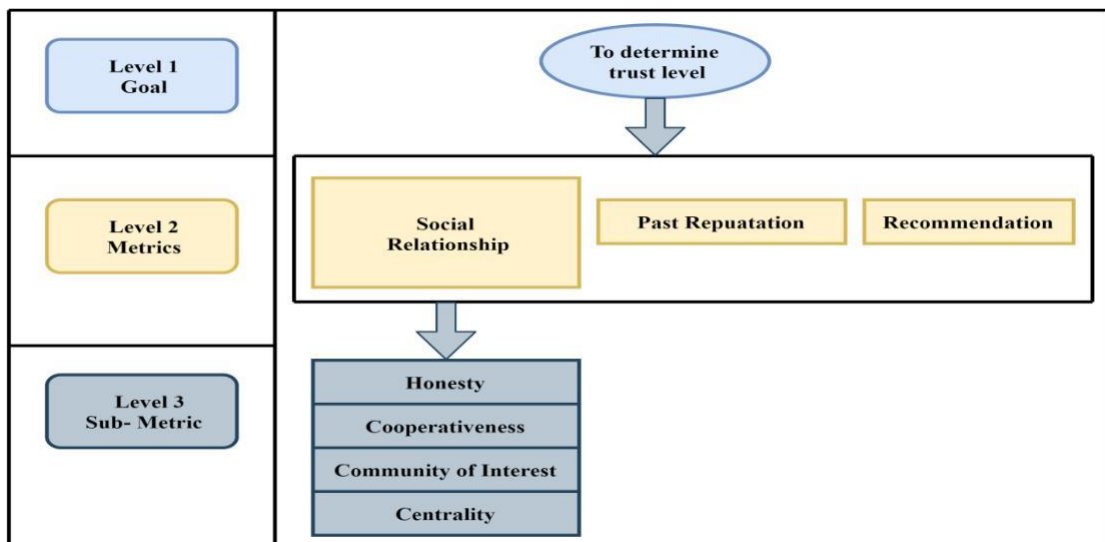 Level 1
Goal
To determine
trust level
Level 2
Metrics
Social
Relationship
Past Repuatation
Recommendation
Level 3
Sub- Metric
Honesty
Cooperativeness
Community of Interest
Centrality